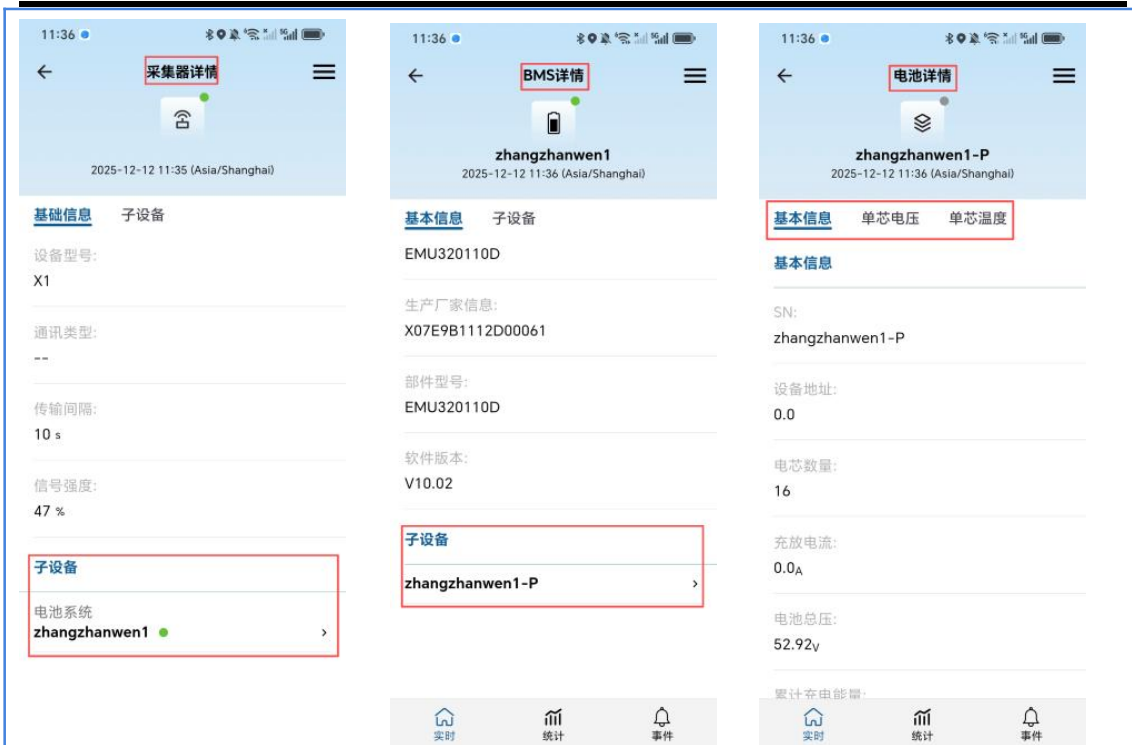 11:36
采集器详情
2025-12-12 11:35 (Asia/Shanghai)
基础信息 子设备
设备型号:
X1
通讯类型:
--
传输间隔:
10 s
信号强度:
47 %
子设备
电池系统
zhangzhanwen1
11:36
BMS详情
zhangzhanwen1
2025-12-12 11:36 (Asia/Shanghai)
基本信息 子设备
EMU320110D
生产厂家信息:
X07E9B1112D00061
部件型号:
EMU320110D
软件版本:
V10.02
子设备
zhangzhanwen1-P
实时 统计 事件
11:36
电池详情
zhangzhanwen1-P
2025-12-12 11:36 (Asia/Shanghai)
基本信息 单芯电压 单芯温度
基本信息
SN:
zhangzhanwen1-P
设备地址:
0.0
电芯数量:
16
充放电流:
0.0A
电池总压:
52.92V
累计充电能量:
实时 统计 事件